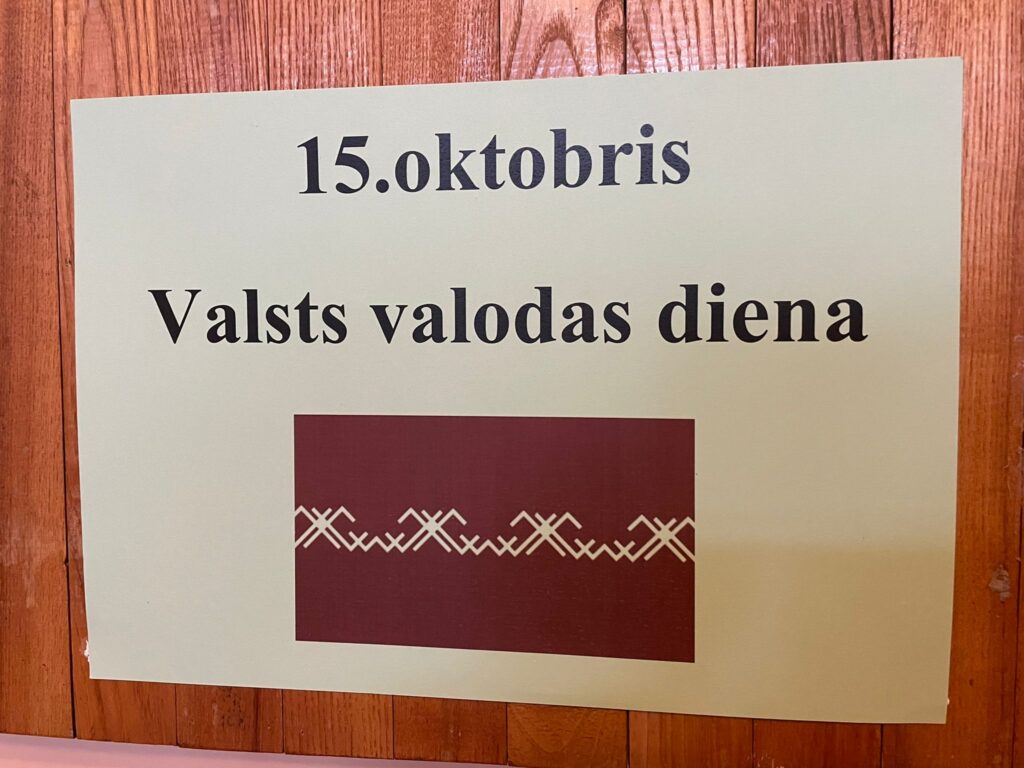 15.oktobris
Valsts valodas diena